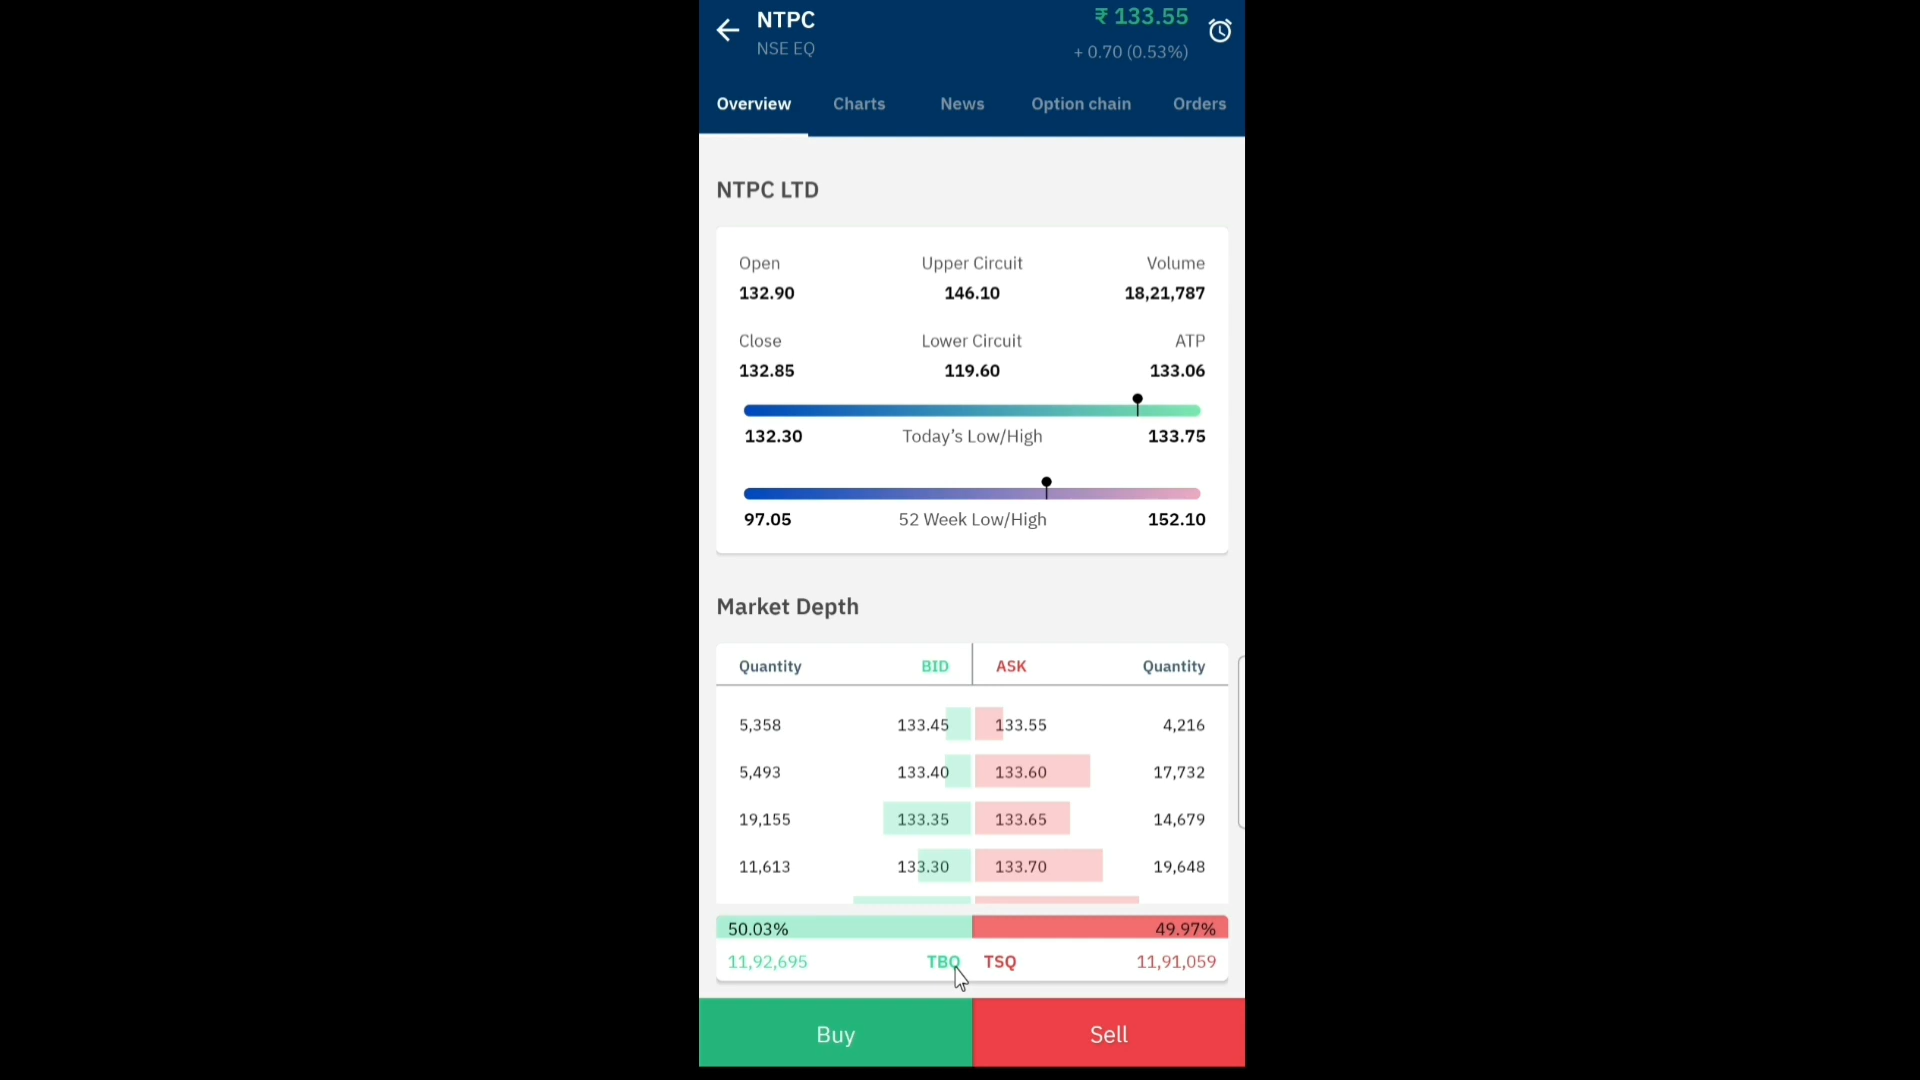 NTPC ₹ 133.55
NSE EQ + 0.70 (0.53%)
Overview Charts News Option chain Orders
NTPC LTD
Open Upper Circuit Volume
132.90 146.10 18,21,787
Close Lower Circuit ATP
132.85 119.60 133.06
132.30 Today's Low/High 133.75
97.05 52 Week Low/High 152.10
Market Depth
Quantity BID ASK Quantity
5,358 133.45 133.55 4,216
5,493 133.40 133.60 17,732
19,155 133.35 133.65 14,679
11,613 133.30 133.70 19,648
50.03% 49.97%
11,92,695 TBQ TSQ 11,91,059
Buy Sell